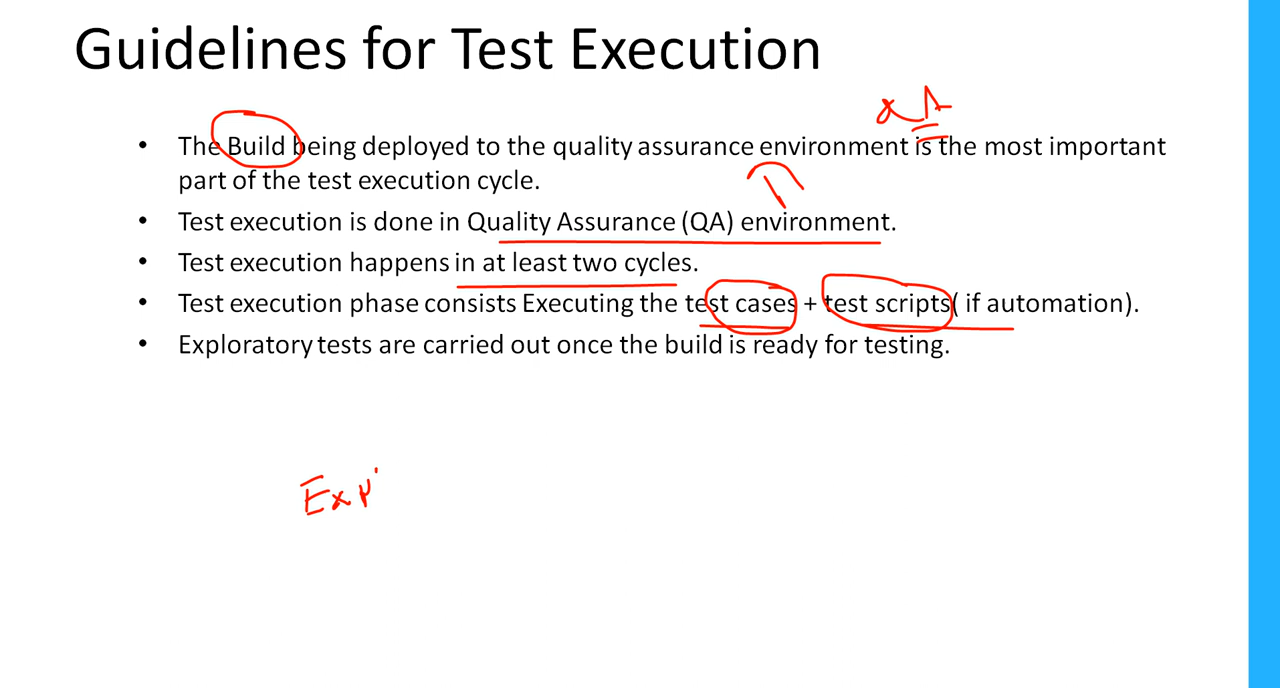 Guidelines for Test Execution
QA
• The Build being deployed to the quality assurance environment is the most important
part of the test execution cycle.
• Test execution is done in Quality Assurance (QA) environment.
• Test execution happens in at least two cycles.
• Test execution phase consists Executing the test cases + test scripts( if automation).
• Exploratory tests are carried out once the build is ready for testing.
Exp